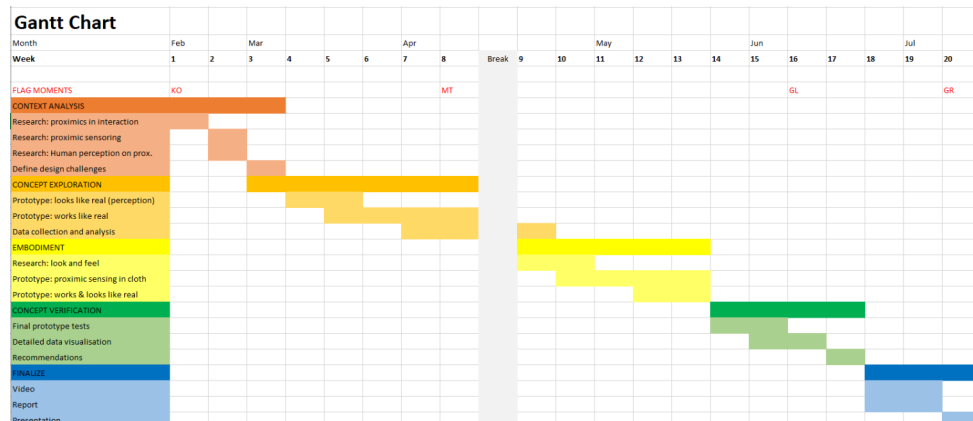 Gantt Chart
Month Feb Mar Apr May Jun Jul
Week 1 2 3 4 5 6 7 8 Break 9 10 11 12 13 14 15 16 17 18 19 20
FLAG MOMENTS KO MT GL GR
CONTEXT ANALYSIS
Research: proximics in interaction
Research: proximic sensoring
Research: Human perception on prox.
Define design challenges
CONCEPT EXPLORATION
Prototype: looks like real (perception)
Prototype: works like real
Data collection and analysis
EMBODIMENT
Research: look and feel
Prototype: proximic sensing in cloth
Prototype: works & looks like real
CONCEPT VERIFICATION
Final prototype tests
Detailed data visualisation
Recommendations
FINALIZE
Video
Report
Presentation